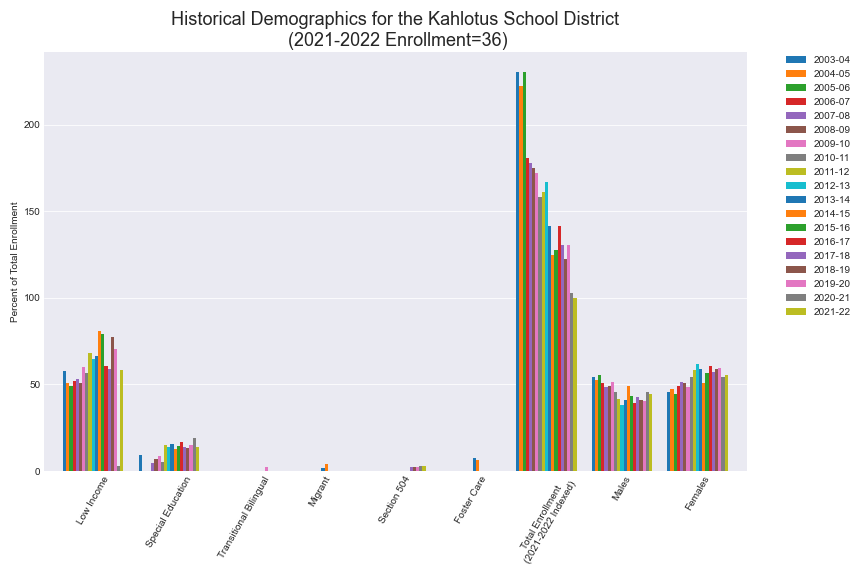 Historical Demographics for the Kahlotus School District
(2021-2022 Enrollment=36)
Percent of Total Enrollment
200
150
100
50
0
Low Income
Special Education
Transitional Bilingual
Migrant
Section 504
Foster Care
Total Enrollment
(2021-2022 Indexed)
Males
Females
2003-04
2004-05
2005-06
2006-07
2007-08
2008-09
2009-10
2010-11
2011-12
2012-13
2013-14
2014-15
2015-16
2016-17
2017-18
2018-19
2019-20
2020-21
2021-22